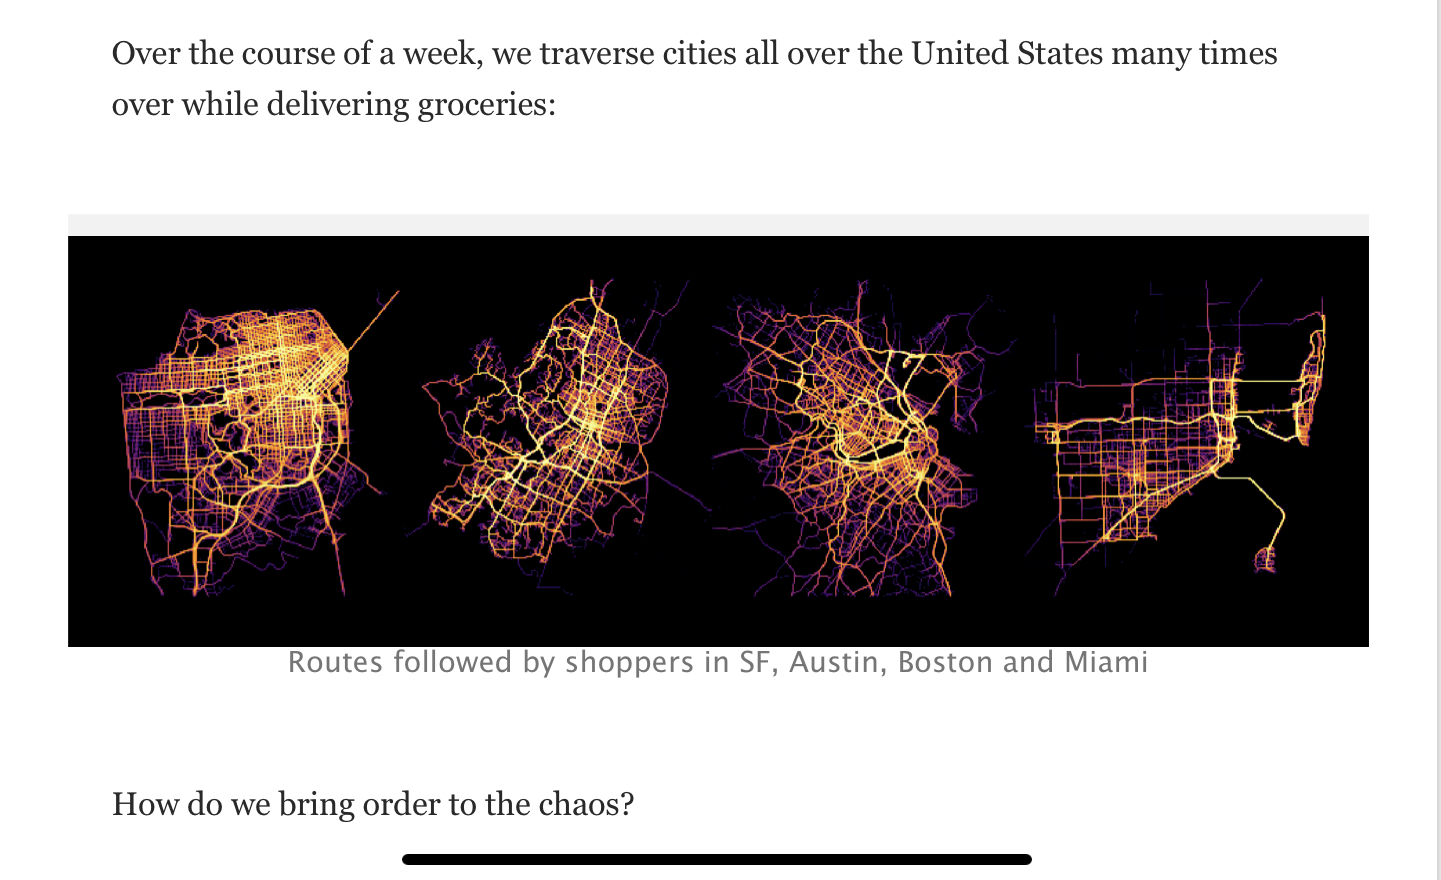 Over the course of a week, we traverse cities all over the United States many times
over while delivering groceries:
Routes followed by shoppers in SF, Austin, Boston and Miami
How do we bring order to the chaos?